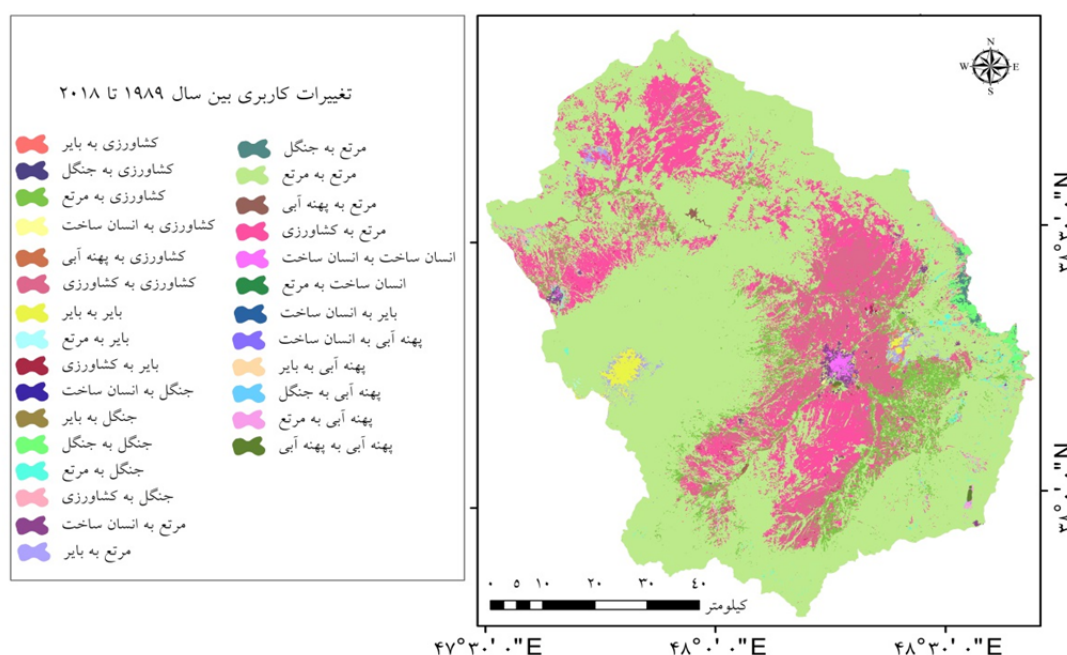 تغییرات کاربری بین سال ۱۹۸۹ تا ۲۰۱۸
کشاورزی به بایر
کشاورزی به جنگل
کشاورزی به مرتع
کشاورزی به انسان ساخت
کشاورزی به پهنه آبی
کشاورزی به کشاورزی
بایر به بایر
بایر به مرتع
بایر به کشاورزی
جنگل به انسان ساخت
جنگل به بایر
جنگل به جنگل
جنگل به مرتع
جنگل به کشاورزی
مرتع به انسان ساخت
مرتع به بایر
مرتع به جنگل
مرتع به مرتع
مرتع به پهنه آبی
مرتع به کشاورزی
انسان ساخت به انسان ساخت
انسان ساخت به مرتع
بایر به انسان ساخت
پهنه آبی به انسان ساخت
پهنه آبی به بایر
پهنه آبی به جنگل
پهنه آبی به مرتع
پهنه آبی به پهنه آبی
N
W E
S
۳۸°۳۰'۰"N
۳۸°۰'۰"N
۰ ۵ ۱۰ ۲۰ ۳۰ ۴۰
کیلومتر
۴۷°۳۰'۰"E ۴۸°۰'۰"E ۴۸°۳۰'۰"E